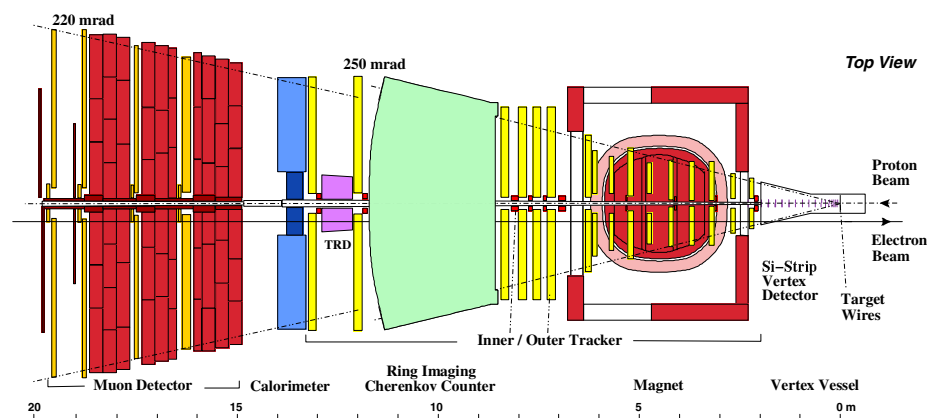 220 mrad
250 mrad
Top View
Proton
Beam
Electron
Beam
TRD
Si-Strip
Vertex
Detector
Target
Wires
Inner / Outer Tracker
Muon Detector
Calorimeter
Ring Imaging
Cherenkov Counter
Magnet
Vertex Vessel
20 15 10 5 0 m